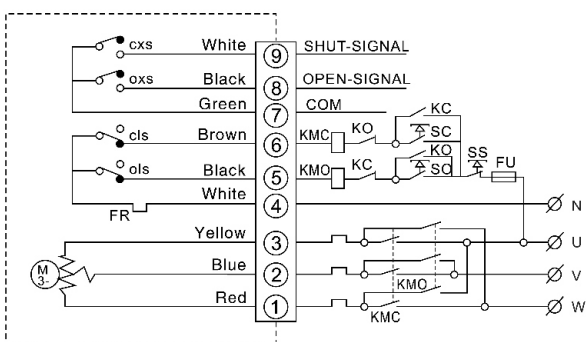 cxs White 9 SHUT-SIGNAL
oxs Black 8 OPEN-SIGNAL
Green 7 COM
KC
cls Brown 6 KMC KO SC
KO
ols Black 5 KMO KC SO SS FU
White
FR 4 N
Yellow 3 U
M 3~ Blue 2 KMO V
Red 1 KMC W